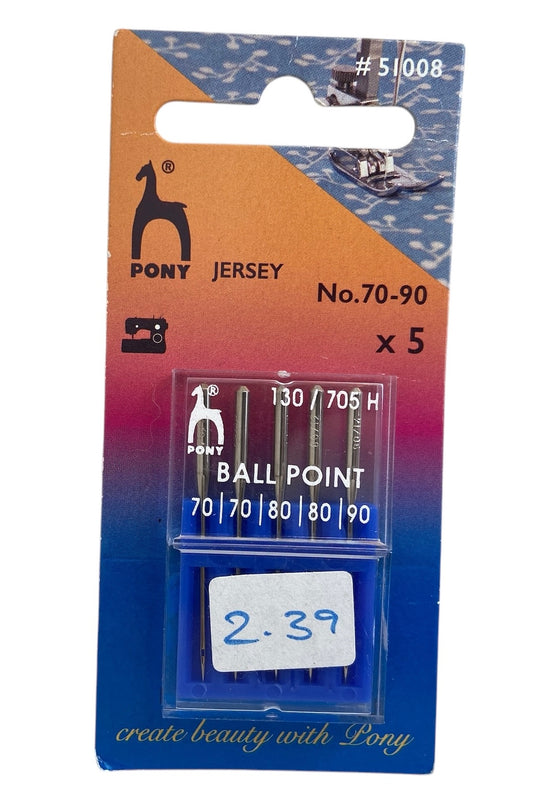 # 51008
®
PONY JERSEY
No.70-90
x 5
® 130 / 705 H
PONY
BALL POINT
70 | 70 | 80 | 80 | 90
2.39
create beauty with Pony